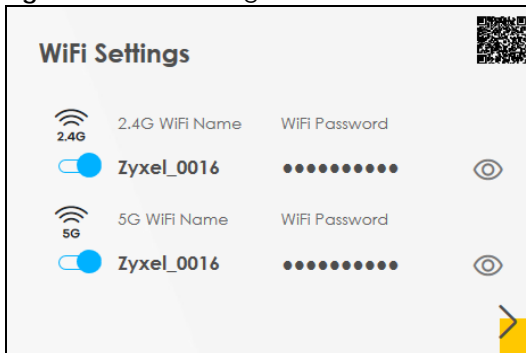 WiFi Settings
2.4G WiFi Name WiFi Password
2.4G
Zyxel_0016 ●●●●●●●●●●
5G WiFi Name WiFi Password
5G
Zyxel_0016 ●●●●●●●●●●